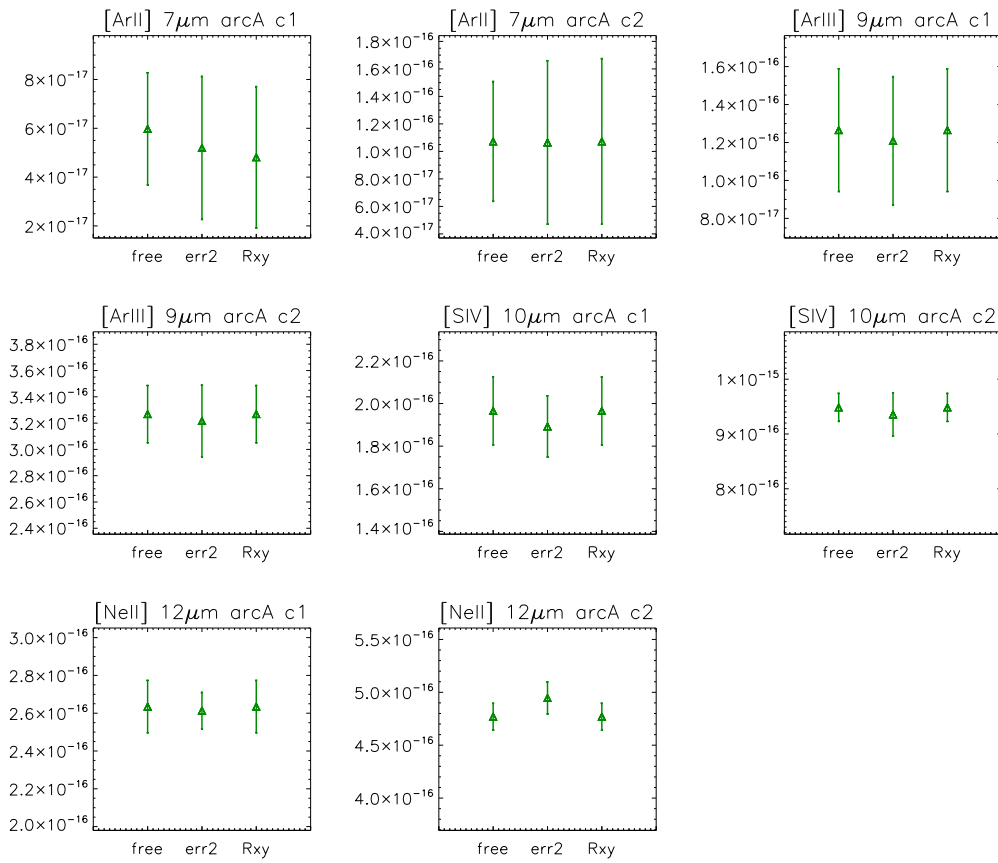 [ArII] 7μm arcA c1
8×10⁻¹⁷
6×10⁻¹⁷
4×10⁻¹⁷
2×10⁻¹⁷
free err2 Rxy
[ArII] 7μm arcA c2
1.8×10⁻¹⁶
1.6×10⁻¹⁶
1.4×10⁻¹⁶
1.2×10⁻¹⁶
1.0×10⁻¹⁶
8.0×10⁻¹⁷
6.0×10⁻¹⁷
4.0×10⁻¹⁷
free err2 Rxy
[ArIII] 9μm arcA c1
1.6×10⁻¹⁶
1.4×10⁻¹⁶
1.2×10⁻¹⁶
1.0×10⁻¹⁶
8.0×10⁻¹⁷
free err2 Rxy
[ArIII] 9μm arcA c2
3.8×10⁻¹⁶
3.6×10⁻¹⁶
3.4×10⁻¹⁶
3.2×10⁻¹⁶
3.0×10⁻¹⁶
2.8×10⁻¹⁶
2.6×10⁻¹⁶
2.4×10⁻¹⁶
free err2 Rxy
[SIV] 10μm arcA c1
2.2×10⁻¹⁶
2.0×10⁻¹⁶
1.8×10⁻¹⁶
1.6×10⁻¹⁶
1.4×10⁻¹⁶
free err2 Rxy
[SIV] 10μm arcA c2
1×10⁻¹⁵
9×10⁻¹⁶
8×10⁻¹⁶
free err2 Rxy
[NeII] 12μm arcA c1
3.0×10⁻¹⁶
2.8×10⁻¹⁶
2.6×10⁻¹⁶
2.4×10⁻¹⁶
2.2×10⁻¹⁶
2.0×10⁻¹⁶
free err2 Rxy
[NeII] 12μm arcA c2
5.5×10⁻¹⁶
5.0×10⁻¹⁶
4.5×10⁻¹⁶
4.0×10⁻¹⁶
free err2 Rxy